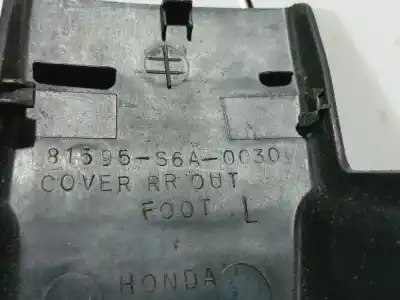 81595-S6A-0030
COVER RR OUT
FOOT L
HONDA